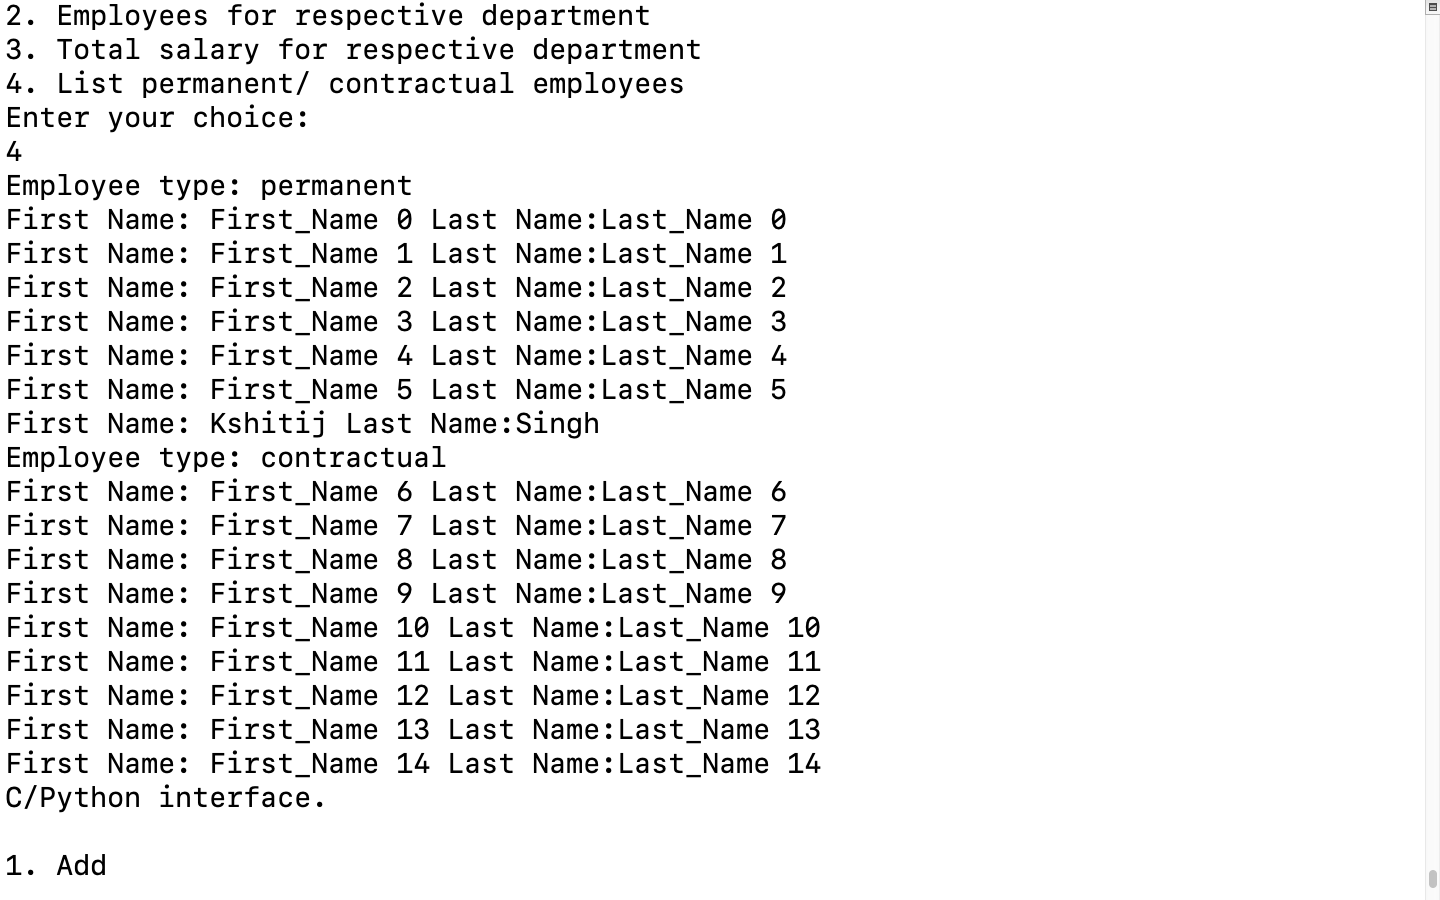 2. Employees for respective department
3. Total salary for respective department
4. List permanent/ contractual employees
Enter your choice:
4
Employee type: permanent
First Name: First_Name 0 Last Name:Last_Name 0
First Name: First_Name 1 Last Name:Last_Name 1
First Name: First_Name 2 Last Name:Last_Name 2
First Name: First_Name 3 Last Name:Last_Name 3
First Name: First_Name 4 Last Name:Last_Name 4
First Name: First_Name 5 Last Name:Last_Name 5
First Name: Kshitij Last Name:Singh
Employee type: contractual
First Name: First_Name 6 Last Name:Last_Name 6
First Name: First_Name 7 Last Name:Last_Name 7
First Name: First_Name 8 Last Name:Last_Name 8
First Name: First_Name 9 Last Name:Last_Name 9
First Name: First_Name 10 Last Name:Last_Name 10
First Name: First_Name 11 Last Name:Last_Name 11
First Name: First_Name 12 Last Name:Last_Name 12
First Name: First_Name 13 Last Name:Last_Name 13
First Name: First_Name 14 Last Name:Last_Name 14
C/Python interface.
1. Add